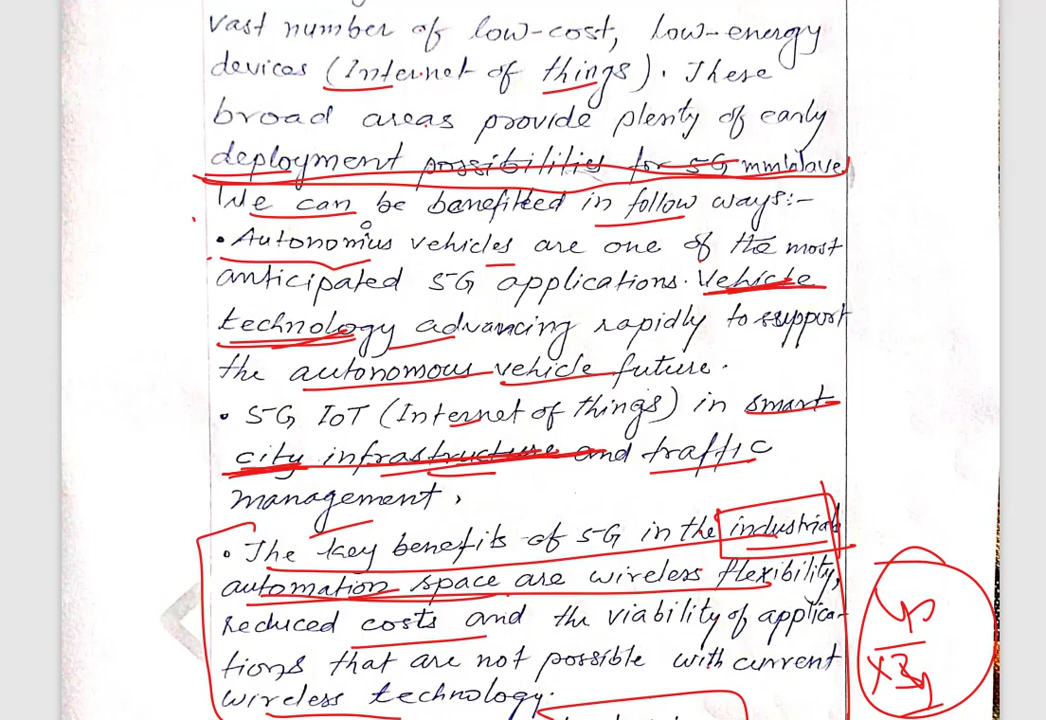 vast number of low-cost, low-energy
devices (Internet of things). These
broad areas provide plenty of early
deployment possibilities for 5G mmWave
We can be benefitted in follow ways:-
• Autonomous vehicles are one of the most
anticipated 5G applications. Vehicle
technology advancing rapidly to support
the autonomous vehicle future.
• 5G IoT (Internet of things) in smart
city infrastructure and traffic
management,
• The key benefits of 5G in the industrial
automation space are wireless flexibility,
Reduced costs and the viability of applica-
tions that are not possible with current
wireless technology.